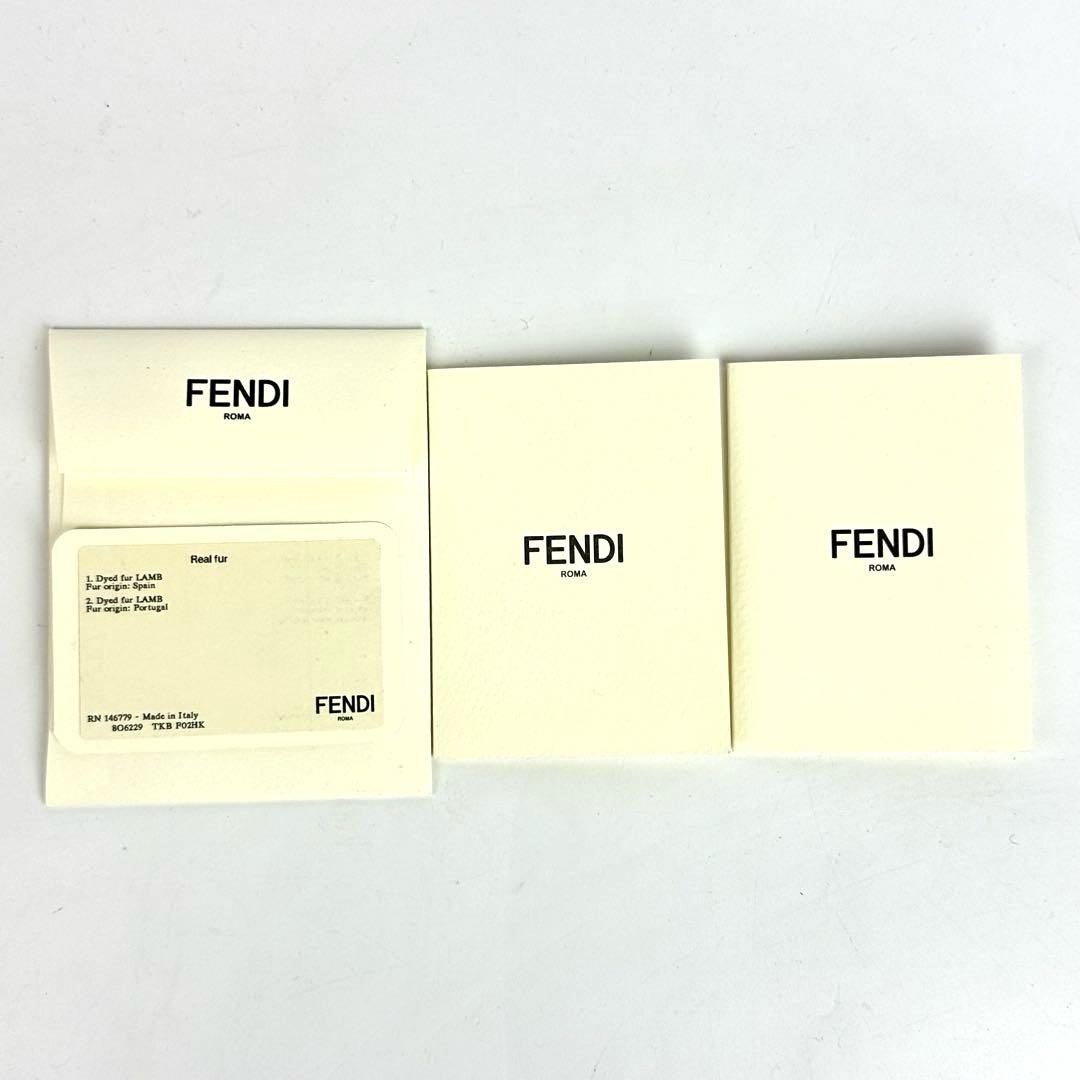 FENDI
ROMA
Real fur
1. Dyed fur LAMB
Fur origin: Spain
2. Dyed fur LAMB
Fur origin: Portugal
RN 146779 - Made in Italy
8O6229 TKB F02HK
FENDI
ROMA
FENDI
ROMA
FENDI
ROMA